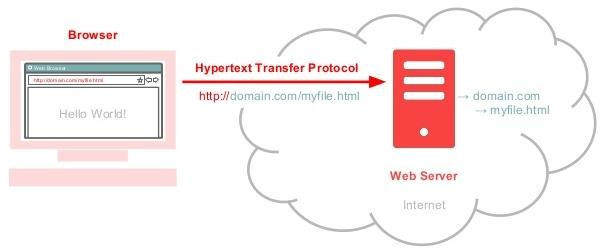 Browser
Web Browser
http://domain.com/myfile.html
Hello World!
Hypertext Transfer Protocol
http://domain.com/myfile.html
→ domain.com
→ myfile.html
Web Server
Internet